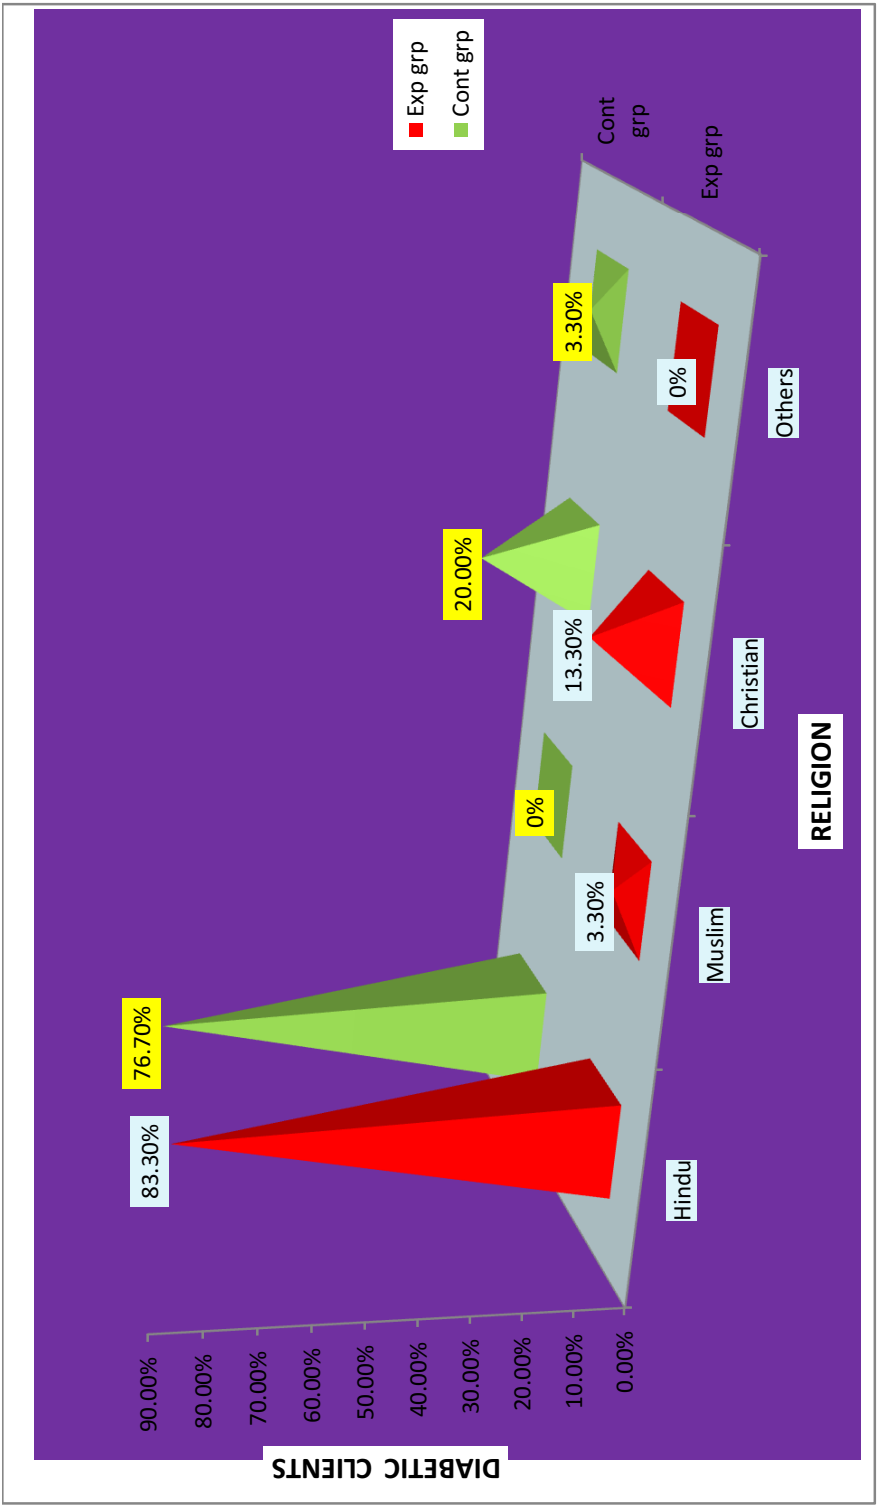 DIABETIC CLIENTS
90.00%
80.00%
70.00%
60.00%
50.00%
40.00%
30.00%
20.00%
10.00%
0.00%
83.30%
76.70%
3.30%
0%
13.30%
20.00%
0%
3.30%
Hindu
Muslim
Christian
Others
RELIGION
Exp grp
Cont
grp
Exp grp
Cont grp